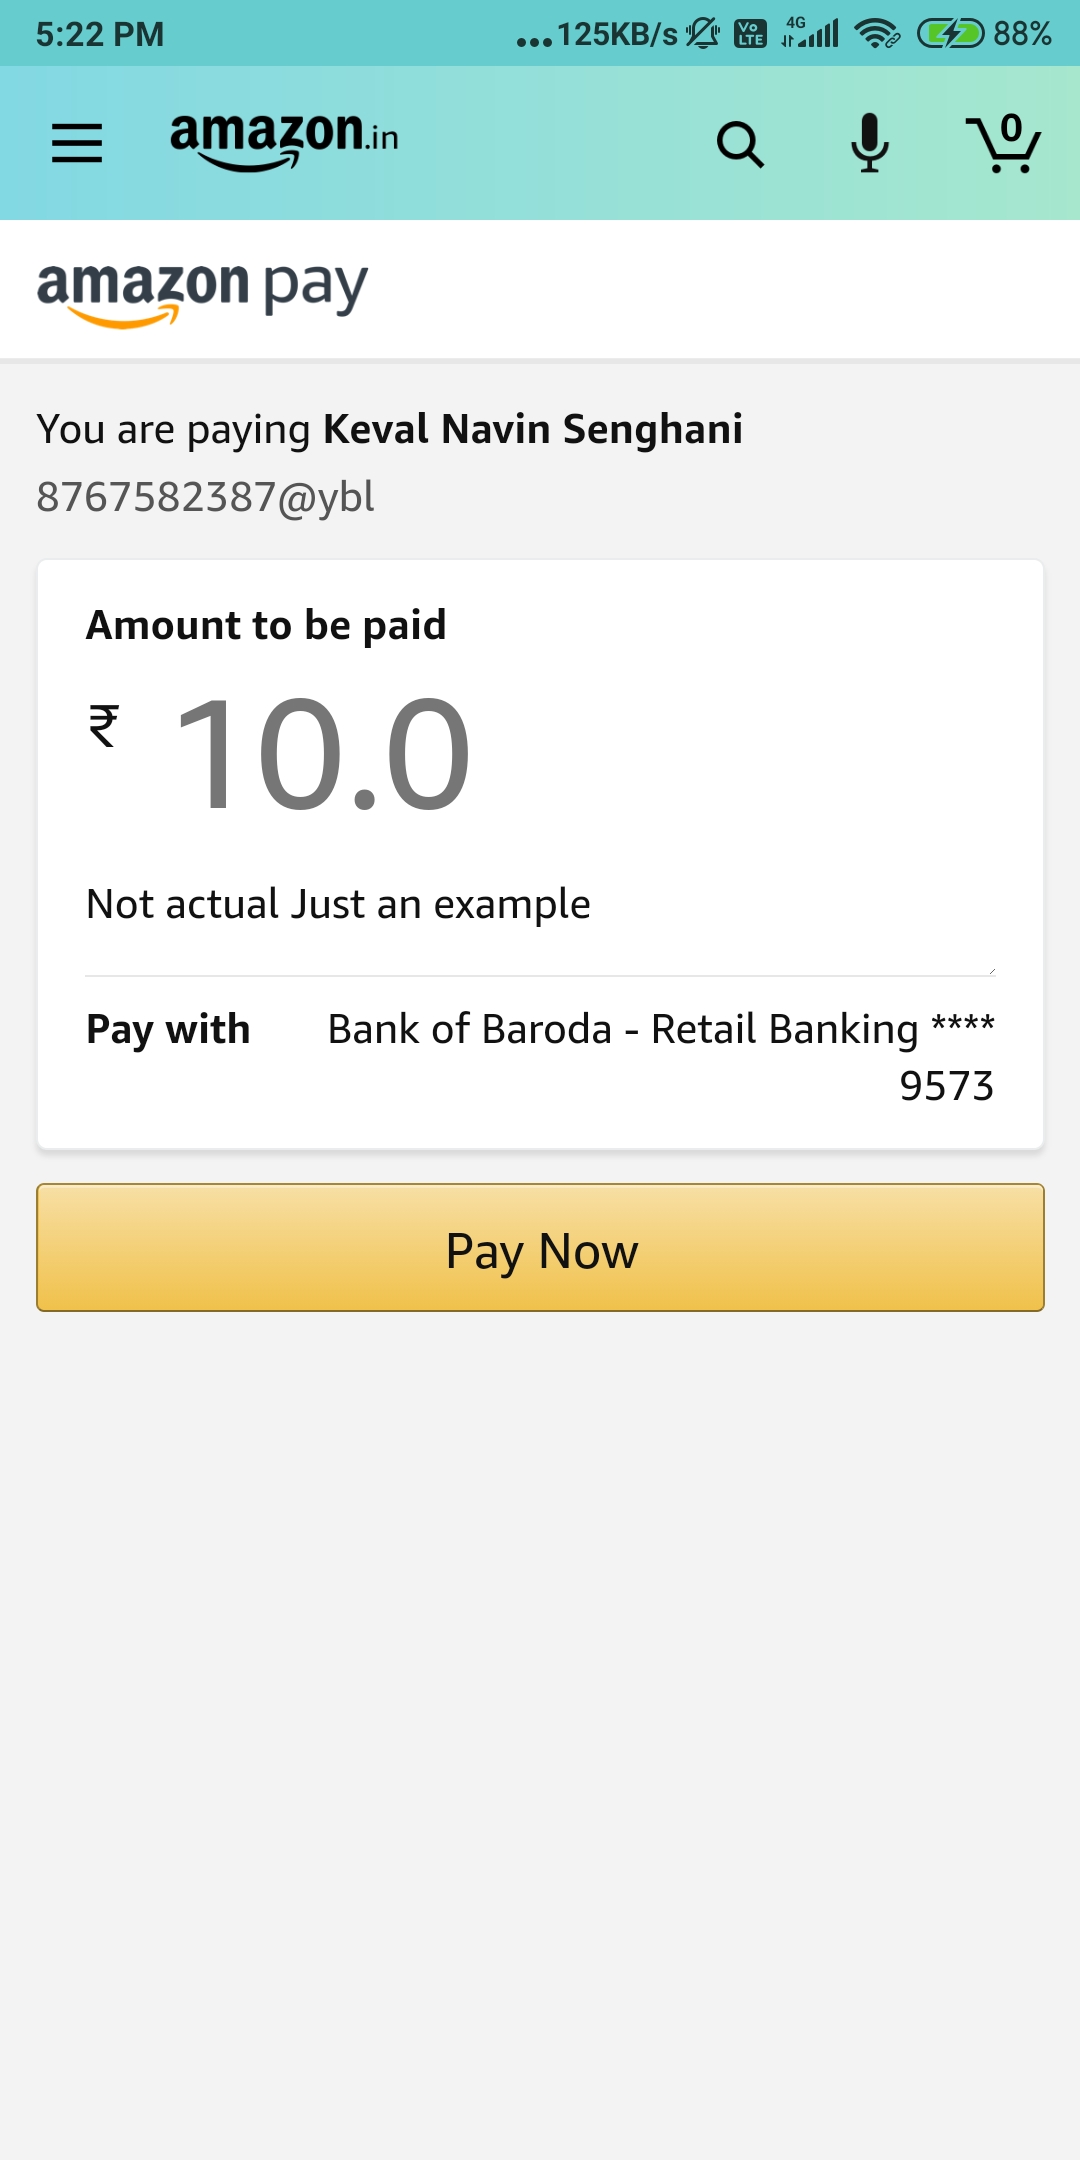 5:22 PM ...125KB/s Vo LTE 4G 88%
amazon.in 0
amazon pay
You are paying Keval Navin Senghani
8767582387@ybl
Amount to be paid
₹ 10.0
Not actual Just an example
Pay with Bank of Baroda - Retail Banking ****
9573
Pay Now